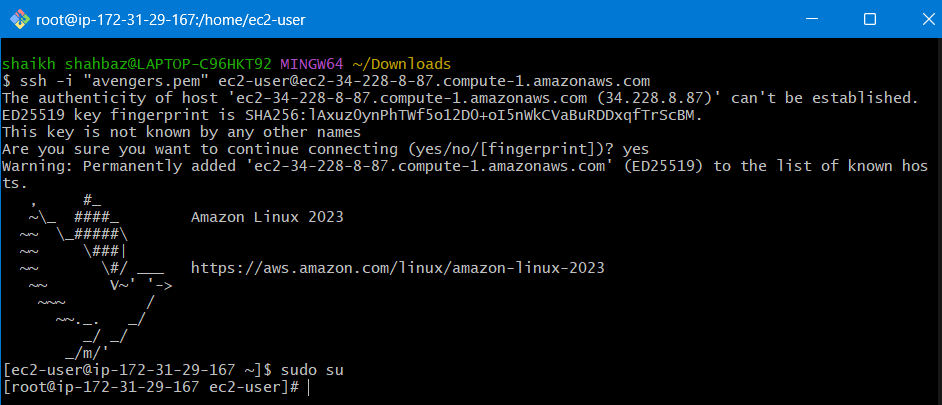 root@ip-172-31-29-167:/home/ec2-user
shaikh shahbaz@LAPTOP-C96HKT92 MINGW64 ~/Downloads
$ ssh -i "avengers.pem" ec2-user@ec2-34-228-8-87.compute-1.amazonaws.com
The authenticity of host 'ec2-34-228-8-87.compute-1.amazonaws.com (34.228.8.87)' can't be established.
ED25519 key fingerprint is SHA256:lAxuzOynPhTWf5o12DO+oI5nWkCVaBuRDDxqfTrScBM.
This key is not known by any other names
Are you sure you want to continue connecting (yes/no/[fingerprint])? yes
Warning: Permanently added 'ec2-34-228-8-87.compute-1.amazonaws.com' (ED25519) to the list of known hos
ts.
   ,     #_
   ~\_  ####_        Amazon Linux 2023
  ~~  \_#####\
  ~~     \###|
  ~~       \#/ ___   https://aws.amazon.com/linux/amazon-linux-2023
   ~~       V~' '->
    ~~~         /
      ~~._.   _/
         _/ _/
       _/m/'
[ec2-user@ip-172-31-29-167 ~]$ sudo su
[root@ip-172-31-29-167 ec2-user]#